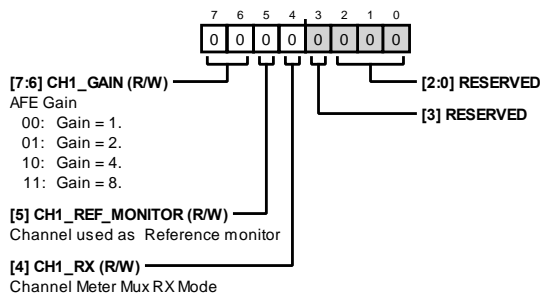 7 6 5 4 3 2 1 0
0 0 0 0 0 0 0 0
[7:6] CH1_GAIN (R/W)
AFE Gain
00: Gain = 1.
01: Gain = 2.
10: Gain = 4.
11: Gain = 8.
[5] CH1_REF_MONITOR (R/W)
Channel used as Reference monitor
[4] CH1_RX (R/W)
Channel Meter Mux RX Mode
[2:0] RESERVED
[3] RESERVED